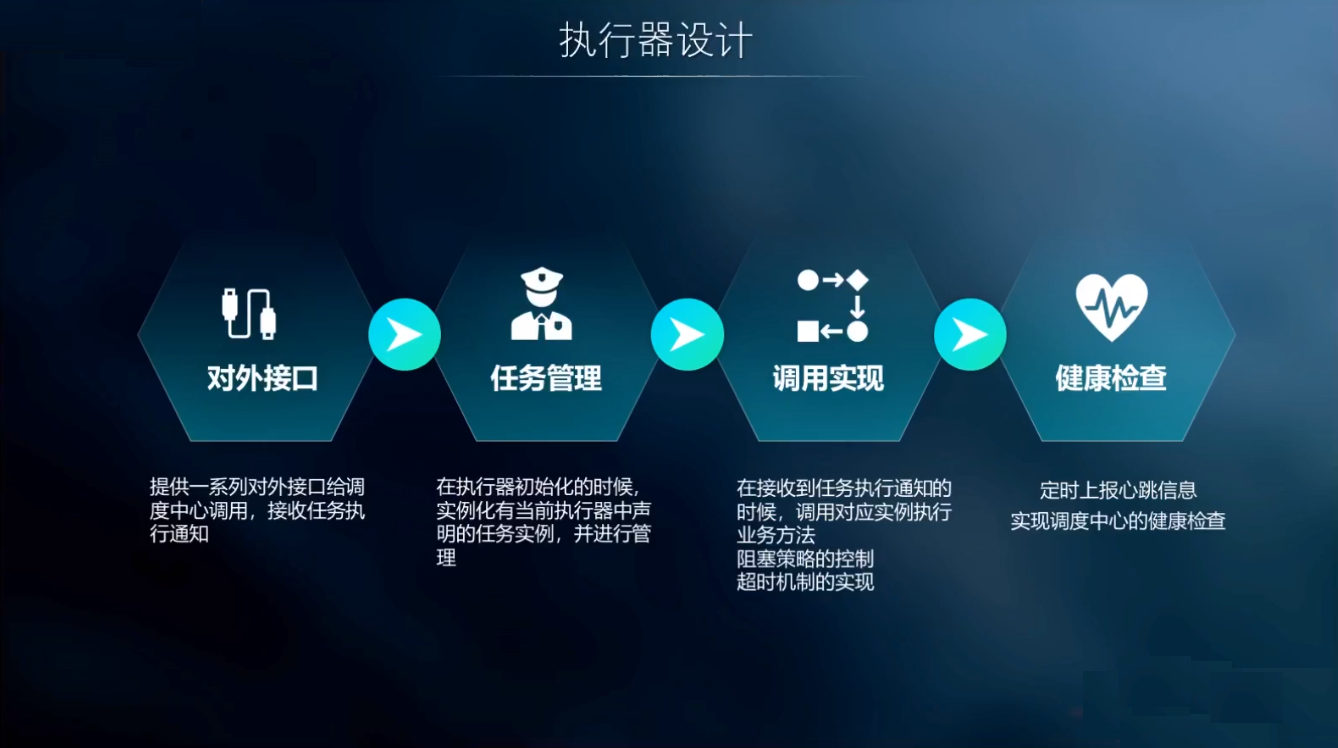 执行器设计
对外接口
任务管理
调用实现
健康检查
提供一系列对外接口给调
度中心调用，接收任务执
行通知
在执行器初始化的时候，
实例化有当前执行器中声
明的任务实例，并进行管
理
在接收到任务执行通知的
时候，调用对应实例执行
业务方法
阻塞策略的控制
超时机制的实现
定时上报心跳信息
实现调度中心的健康检查